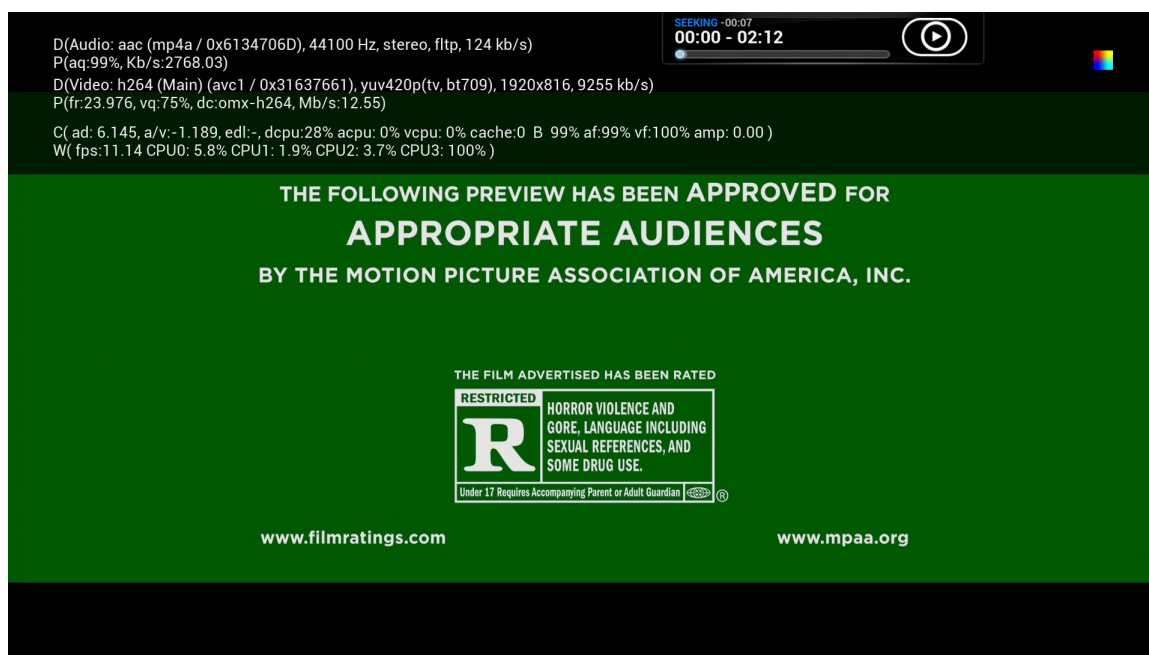 D(Audio: aac (mp4a / 0x6134706D), 44100 Hz, stereo, fltp, 124 kb/s)
P(aq:99%, Kb/s:2768.03)
D(Video: h264 (Main) (avc1 / 0x31637661), yuv420p(tv, bt709), 1920x816, 9255 kb/s)
P(fr:23.976, vq:75%, dc:omx-h264, Mb/s:12.55)
C( ad: 6.145, a/v:-1.189, edl:-, dcpu:28% acpu: 0% vcpu: 0% cache:0 B 99% af:99% vf:100% amp: 0.00 )
W( fps:11.14 CPU0: 5.8% CPU1: 1.9% CPU2: 3.7% CPU3: 100% )
SEEKING -00:07
00:00 - 02:12
THE FOLLOWING PREVIEW HAS BEEN APPROVED FOR
APPROPRIATE AUDIENCES
BY THE MOTION PICTURE ASSOCIATION OF AMERICA, INC.
THE FILM ADVERTISED HAS BEEN RATED
RESTRICTED
R
HORROR VIOLENCE AND
GORE, LANGUAGE INCLUDING
SEXUAL REFERENCES, AND
SOME DRUG USE.
Under 17 Requires Accompanying Parent or Adult Guardian
®
www.filmratings.com
www.mpaa.org